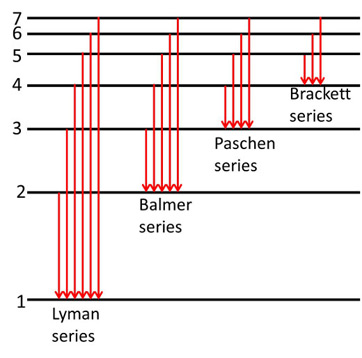 7
6
5
4
Brackett
series
3
Paschen
series
2
Balmer
series
1
Lyman
series